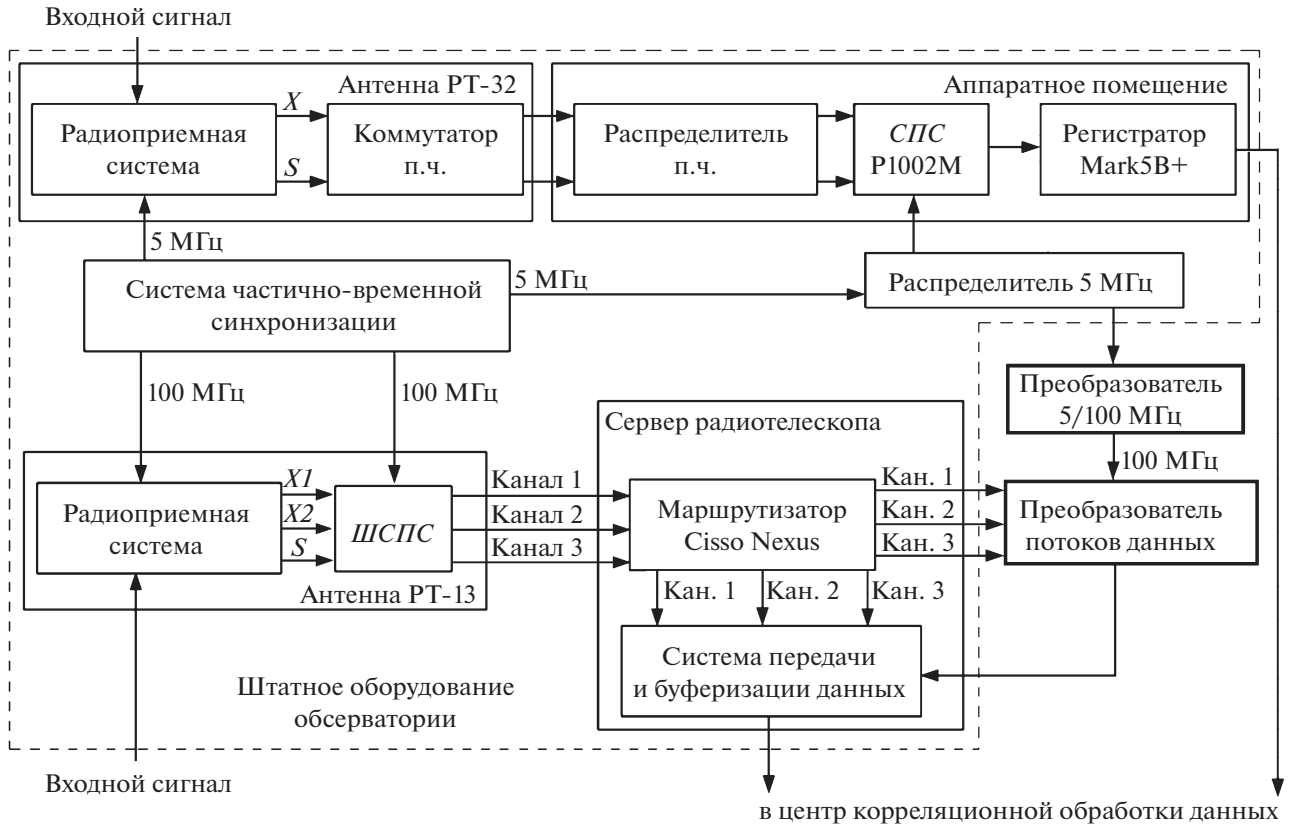 Входной сигнал
Антенна РТ-32
Аппаратное помещение
Радиоприемная
система
X
S
Коммутатор
п.ч.
Распределитель
п.ч.
СПС
Р1002М
Регистратор
Mark5B+
5 МГц
Система частично-временной
синхронизации
5 МГц
Распределитель 5 МГц
100 МГц
100 МГц
Преобразователь
5/100 МГц
100 МГц
Сервер радиотелескопа
Радиоприемная
система
X1
X2
S
ШСПС
Антенна РТ-13
Канал 1
Канал 2
Канал 3
Маршрутизатор
Cisso Nexus
Кан. 1
Кан. 2
Кан. 3
Преобразователь
потоков данных
Кан. 1
Кан. 2
Кан. 3
Система передачи
и буферизации данных
Штатное оборудование
обсерватории
Входной сигнал
в центр корреляционной обработки данных